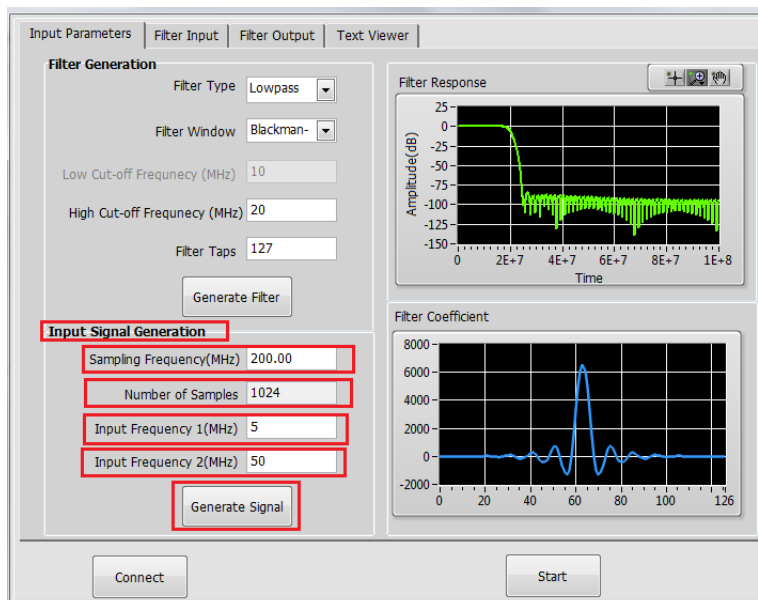 Input Parameters
Filter Input
Filter Output
Text Viewer
Filter Generation
Filter Type Lowpass
Filter Window Blackman-
Low Cut-off Frequnecy (MHz) 10
High Cut-off Frequnecy (MHz) 20
Filter Taps 127
Generate Filter
Input Signal Generation
Sampling Frequency(MHz) 200.00
Number of Samples 1024
Input Frequency 1(MHz) 5
Input Frequency 2(MHz) 50
Generate Signal
Connect
Filter Response
Amplitude(dB)
25
0
-25
-50
-75
-100
-125
-150
0 2E+7 4E+7 6E+7 8E+7 1E+8
Time
Filter Coefficient
8000
6000
4000
2000
0
-2000
0 20 40 60 80 100 126
Start